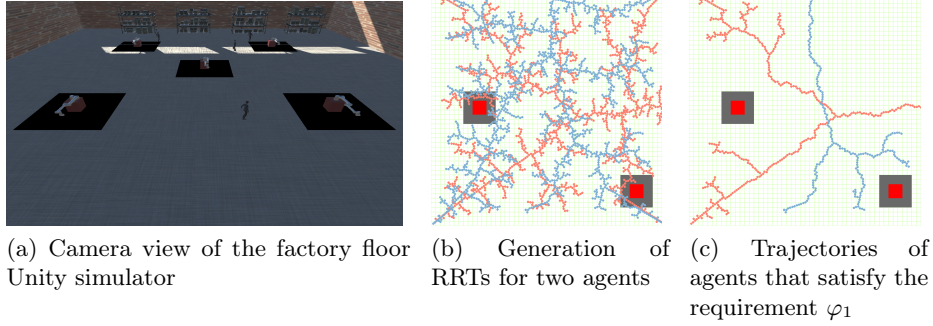 (a) Camera view of the factory floor
Unity simulator
(b) Generation of
RRTs for two agents
(c) Trajectories of
agents that satisfy the
requirement φ₁